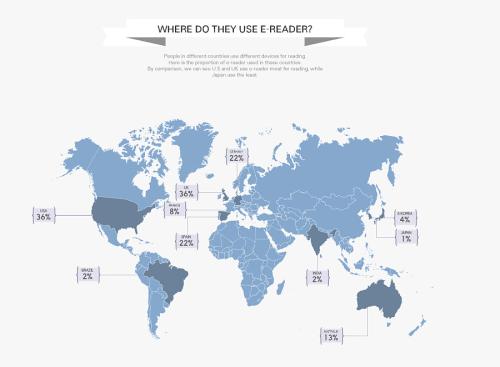 WHERE DO THEY USE E-READER?
People in different countries use different devices for reading.
Here is the proportion of e-reader used in these countries.
By comparison, we can see U.S and UK use e-reader most for reading, while
Japan use the least.
GERMANY
22%
UK
36%
FRANCE
8%
USA
36%
SPAIN
22%
S.KOREA
4%
JAPAN
1%
BRAZIL
2%
INDIA
2%
13%